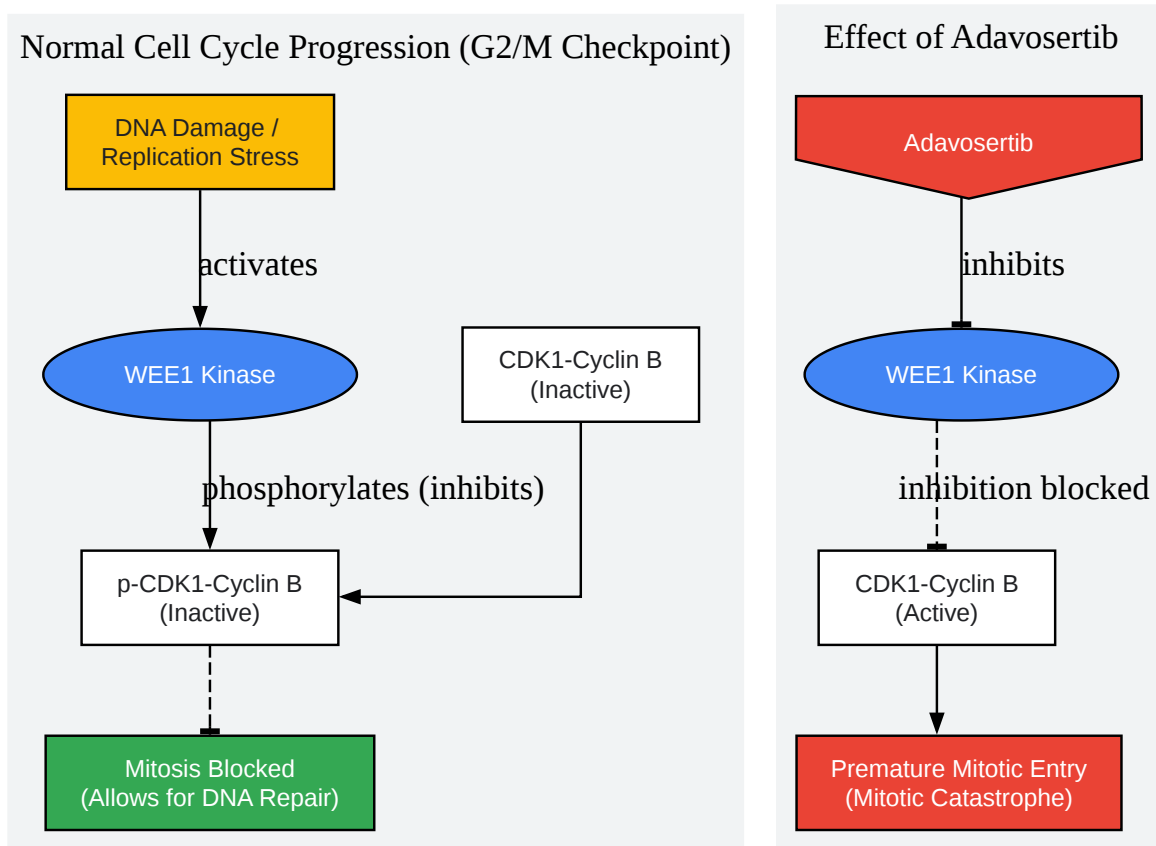 Normal Cell Cycle Progression (G2/M Checkpoint)
DNA Damage /
Replication Stress
activates
WEE1 Kinase
CDK1-Cyclin B
(Inactive)
phosphorylates (inhibits)
p-CDK1-Cyclin B
(Inactive)
Mitosis Blocked
(Allows for DNA Repair)
Effect of Adavosertib
Adavosertib
inhibits
WEE1 Kinase
inhibition blocked
CDK1-Cyclin B
(Active)
Premature Mitotic Entry
(Mitotic Catastrophe)